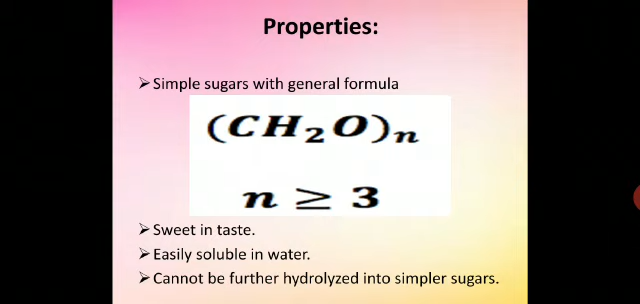 Properties:
➢Simple sugars with general formula
(CH₂O)ₙ
n ≥ 3
➢Sweet in taste.
➢Easily soluble in water.
➢Cannot be further hydrolyzed into simpler sugars.